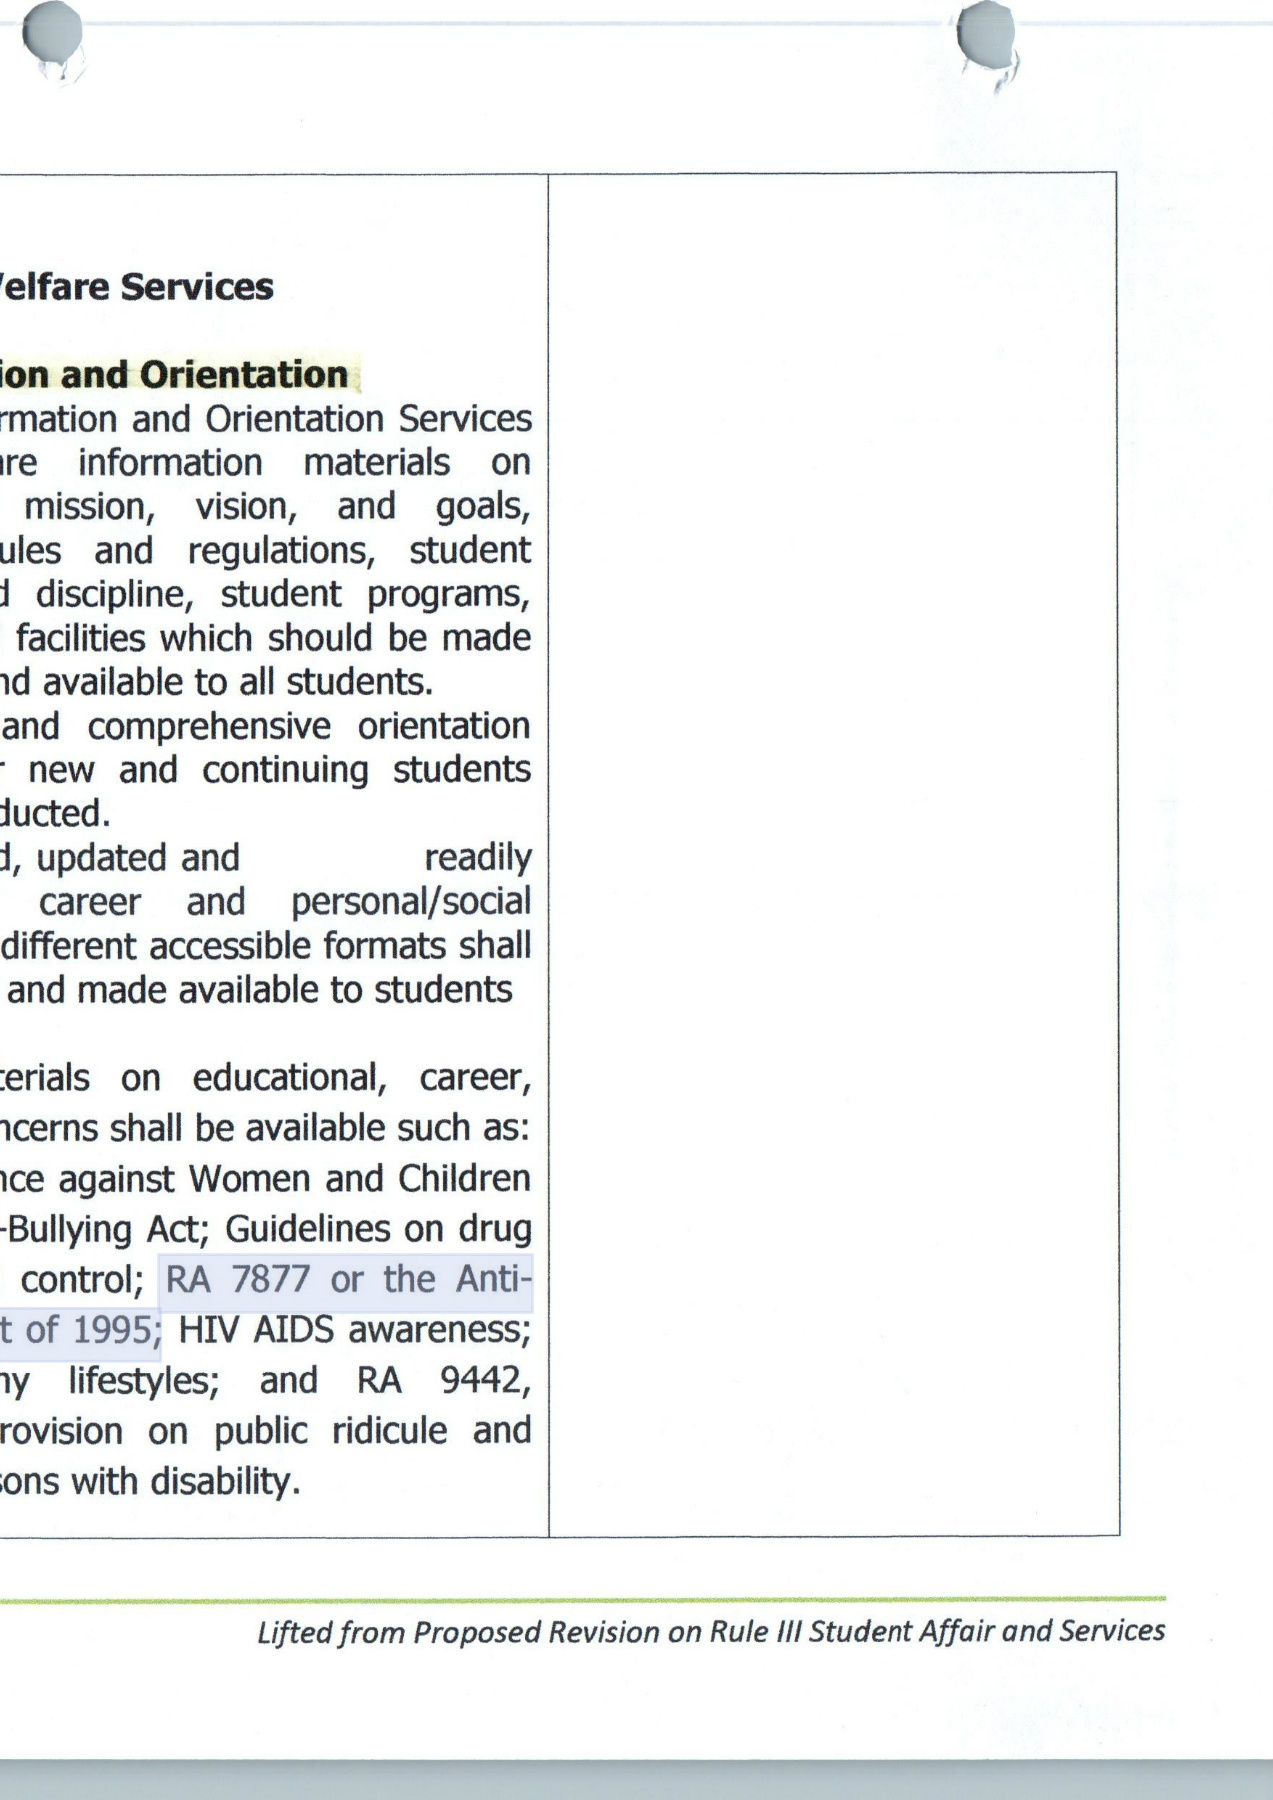 elfare Services
ion and Orientation
rmation and Orientation Services
are information materials on
mission, vision, and goals,
ules and regulations, student
d discipline, student programs,
facilities which should be made
nd available to all students.
and comprehensive orientation
r new and continuing students
ducted.
d, updated and readily
career and personal/social
different accessible formats shall
and made available to students
terials on educational, career,
ncerns shall be available such as:
nce against Women and Children
-Bullying Act; Guidelines on drug
control; RA 7877 or the Anti-
t of 1995; HIV AIDS awareness;
hy lifestyles; and RA 9442,
rovision on public ridicule and
sons with disability.
Lifted from Proposed Revision on Rule III Student Affair and Services